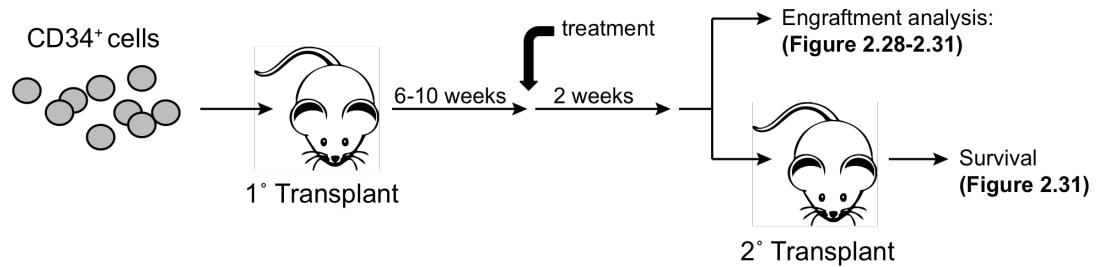 CD34⁺ cells
1˚ Transplant
6-10 weeks
treatment
2 weeks
Engraftment analysis:
(Figure 2.28-2.31)
2˚ Transplant
Survival
(Figure 2.31)